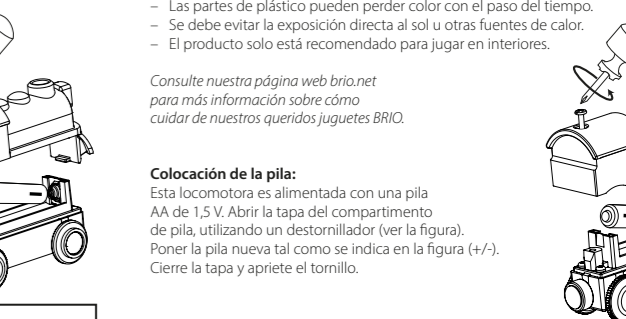 – Las partes de plástico pueden perder color con el paso del tiempo.
– Se debe evitar la exposición directa al sol u otras fuentes de calor.
– El producto solo está recomendado para jugar en interiores.
Consulte nuestra página web brio.net
para más información sobre cómo
cuidar de nuestros queridos juguetes BRIO.
Colocación de la pila:
Esta locomotora es alimentada con una pila
AA de 1,5 V. Abrir la tapa del compartimento
de pila, utilizando un destornillador (ver la figura).
Poner la pila nueva tal como se indica en la figura (+/-).
Cierre la tapa y apriete el tornillo.